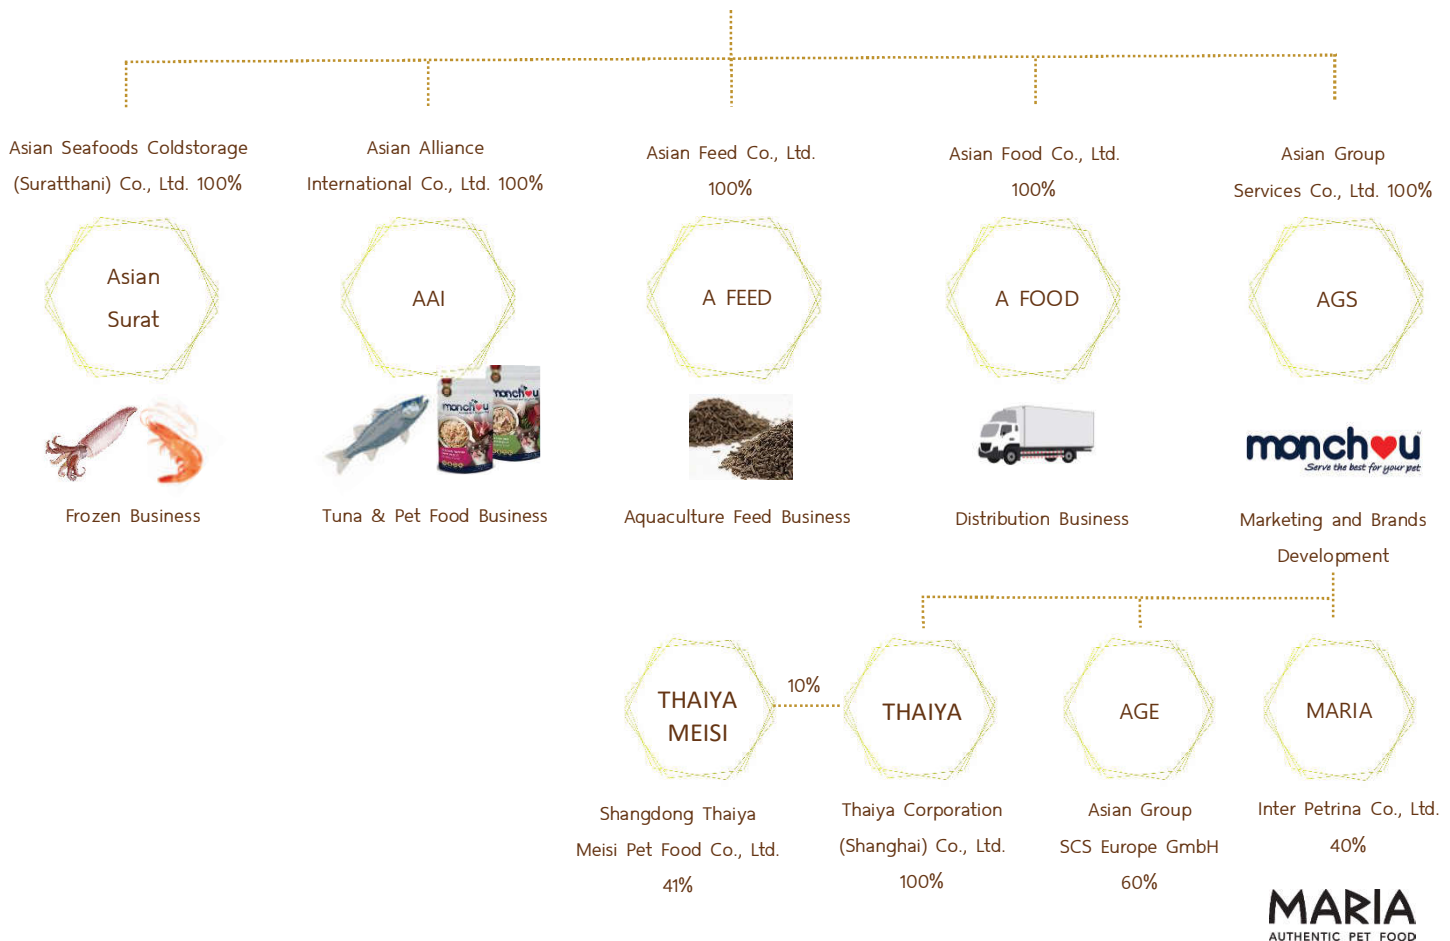 Asian Seafoods Coldstorage
(Suratthani) Co., Ltd. 100%
Asian Alliance
International Co., Ltd. 100%
Asian Feed Co., Ltd.
100%
Asian Food Co., Ltd.
100%
Asian Group
Services Co., Ltd. 100%
Asian
Surat
AAI
A FEED
A FOOD
AGS
monchou
monchou
monchou
Serve the best for your pet
Frozen Business
Tuna & Pet Food Business
Aquaculture Feed Business
Distribution Business
Marketing and Brands
Development
THAIYA
MEISI
10%
THAIYA
AGE
MARIA
Shangdong Thaiya
Meisi Pet Food Co., Ltd.
41%
Thaiya Corporation
(Shanghai) Co., Ltd.
100%
Asian Group
SCS Europe GmbH
60%
Inter Petrina Co., Ltd.
40%
MARIA
AUTHENTIC PET FOOD